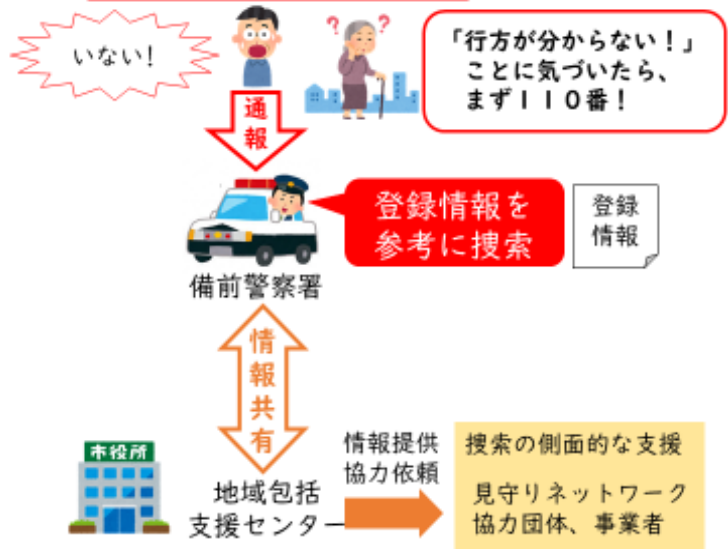 いない!
??
「行方が分からない!」
ことに気づいたら、
まず110番!
通報
登録情報を
参考に捜索
登録
情報
備前警察署
情報共有
市役所
地域包括
支援センター
情報提供
協力依頼
捜索の側面的な支援
見守りネットワーク
協力団体、事業者